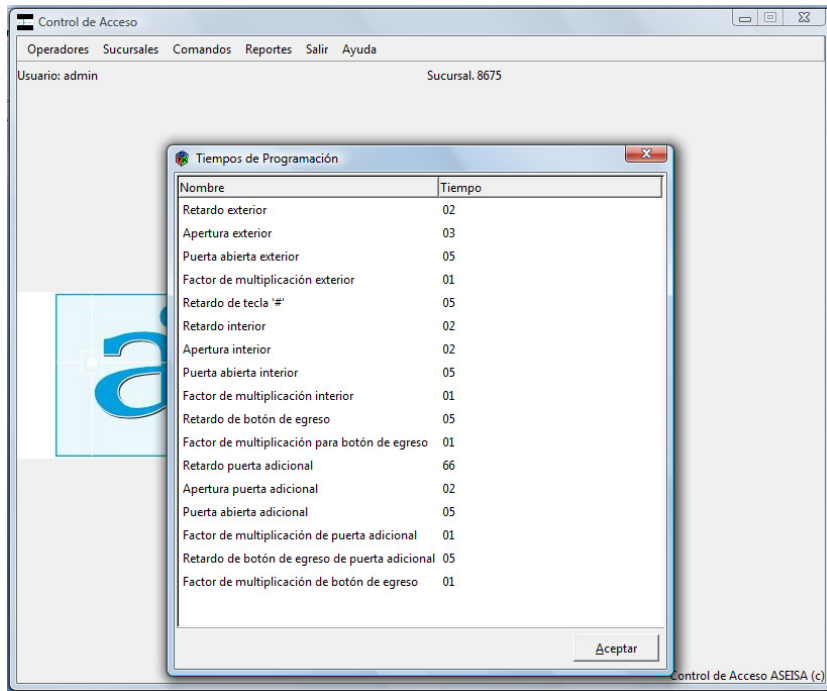 Control de Acceso
Operadores Sucursales Comandos Reportes Salir Ayuda
Usuario: admin Sucursal. 8675
Tiempos de Programación
Nombre Tiempo
Retardo exterior 02
Apertura exterior 03
Puerta abierta exterior 05
Factor de multiplicación exterior 01
Retardo de tecla '#' 05
Retardo interior 02
Apertura interior 02
Puerta abierta interior 05
Factor de multiplicación interior 01
Retardo de botón de egreso 05
Factor de multiplicación para botón de egreso 01
Retardo puerta adicional 66
Apertura puerta adicional 02
Puerta abierta adicional 05
Factor de multiplicación de puerta adicional 01
Retardo de botón de egreso de puerta adicional 05
Factor de multiplicación de botón de egreso 01
Aceptar
Control de Acceso ASEISA (c)